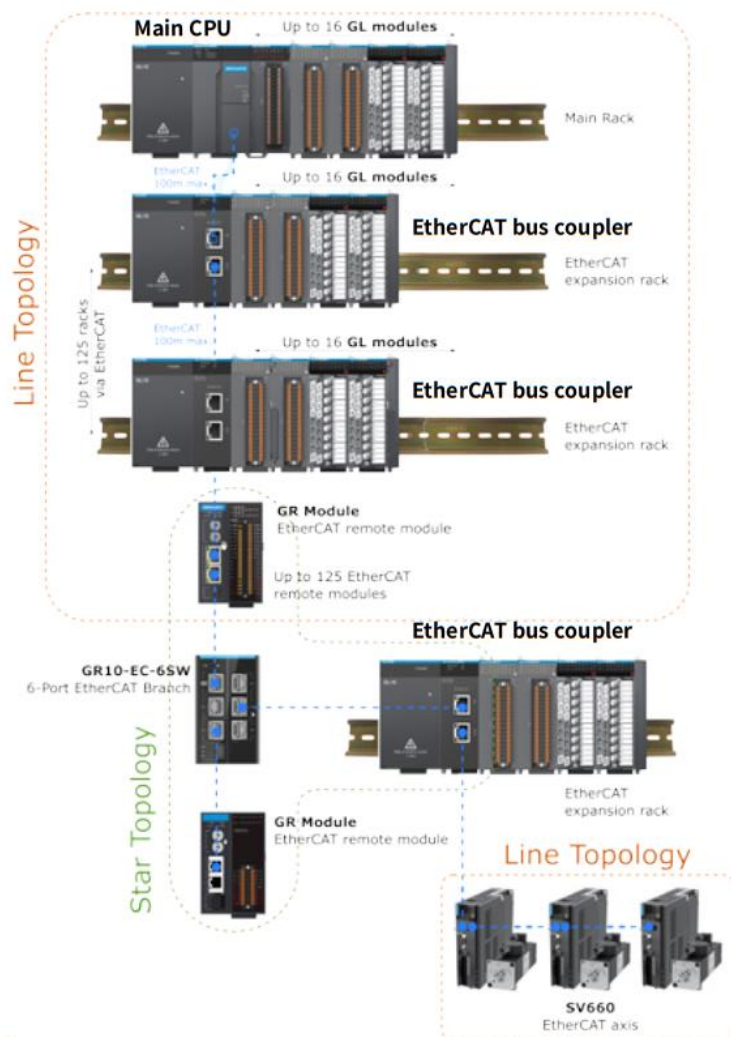 Main CPU
Up to 16 GL modules
Main Rack
EtherCAT
100m max
Up to 16 GL modules
EtherCAT bus coupler
EtherCAT
expansion rack
Line Topology
Up to 125 racks
via EtherCAT
EtherCAT
100m max
Up to 16 GL modules
EtherCAT bus coupler
EtherCAT
expansion rack
GR Module
EtherCAT remote module
Up to 125 EtherCAT
remote modules
EtherCAT bus coupler
GR10-EC-6SW
6-Port EtherCAT Branch
EtherCAT
expansion rack
Star Topology
GR Module
EtherCAT remote module
Line Topology
SV660
EtherCAT axis